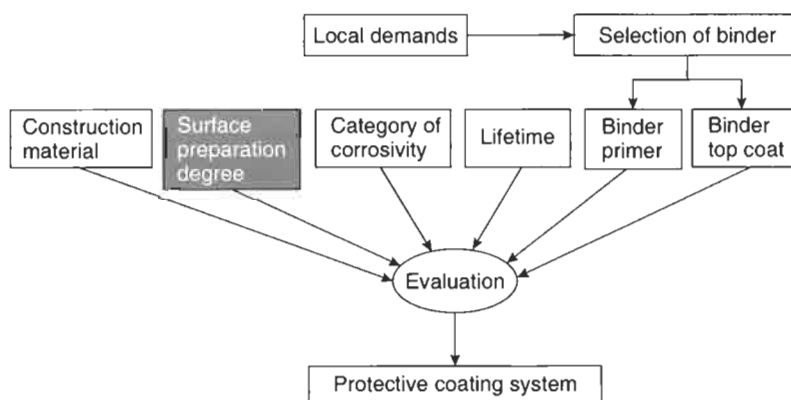 Local demands
Selection of binder
Construction
material
Surface
preparation
degree
Category of
corrosivity
Lifetime
Binder
primer
Binder
top coat
Evaluation
Protective coating system